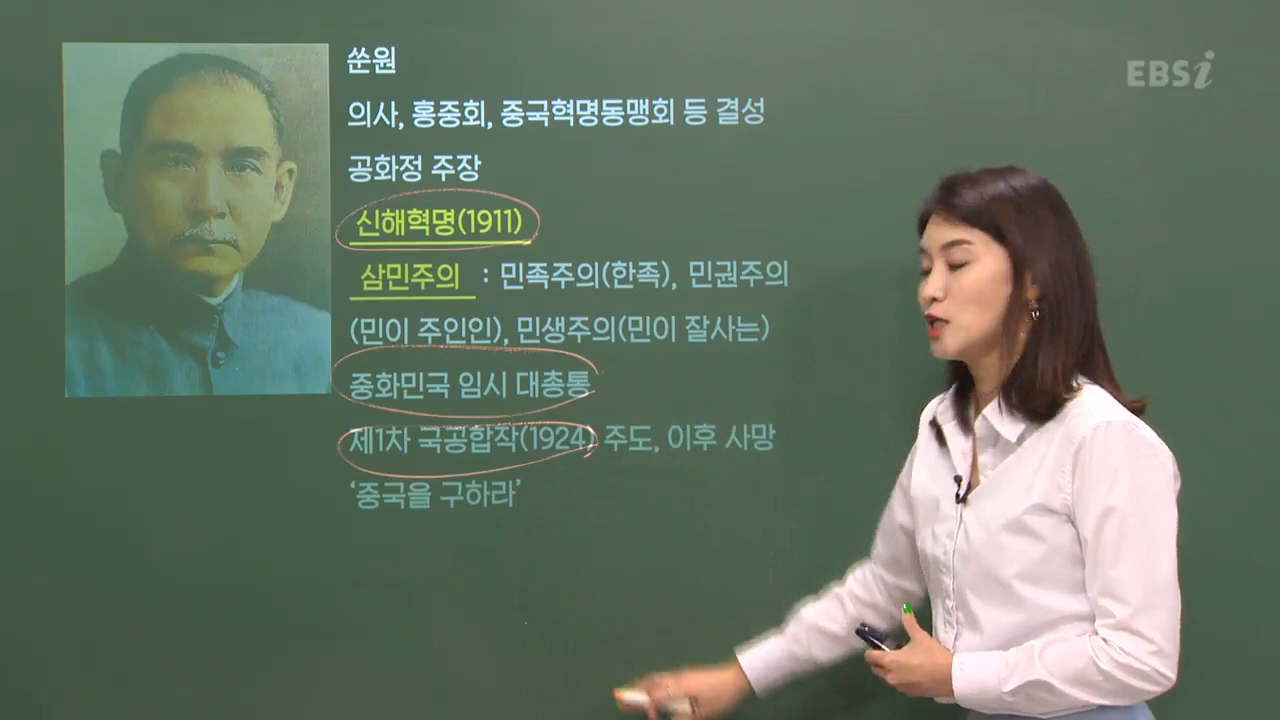 EBSi
쑨원
의사, 홍중회, 중국혁명동맹회 등 결성
공화정 주장
신해혁명(1911)
삼민주의 : 민족주의(한족), 민권주의
(민이 주인인), 민생주의(민이 잘사는)
중화민국 임시 대총통
제1차 국공합작(1924) 주도, 이후 사망
‘중국을 구하라’